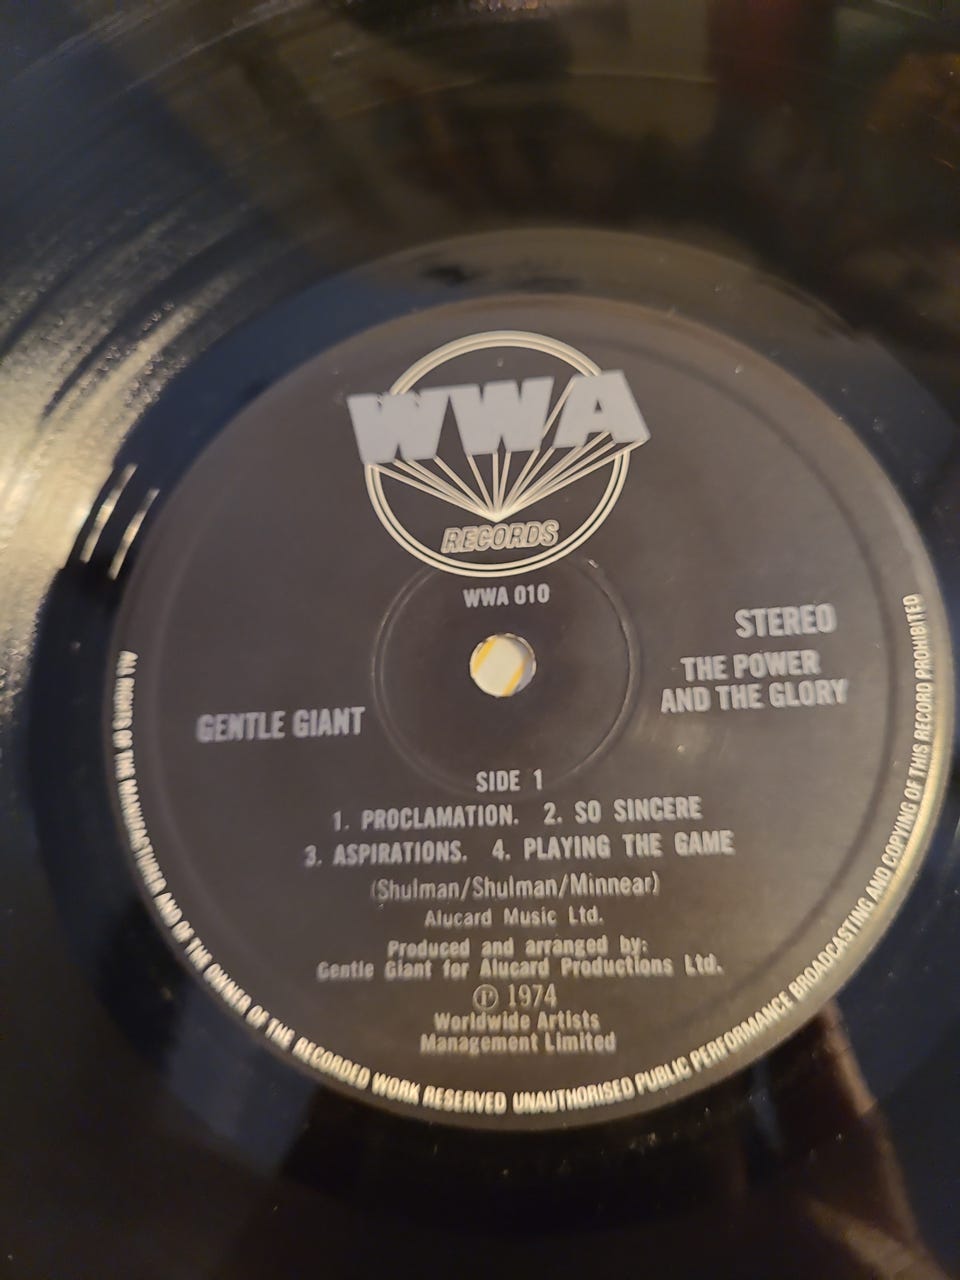 WWA
RECORDS
WWA 010
STEREO
THE POWER
AND THE GLORY
GENTLE GIANT
SIDE 1
1. PROCLAMATION. 2. SO SINCERE
3. ASPIRATIONS. 4. PLAYING THE GAME
(Shulman/Shulman/Minnear)
Alucard Music Ltd.
Produced and arranged by:
Gentle Giant for Alucard Productions Ltd.
℗ 1974
Worldwide Artists
Management Limited
ALL RIGHTS OF THE MANUFACTURER AND OF THE OWNER OF THE RECORDED WORK RESERVED UNAUTHORISED PUBLIC PERFORMANCE BROADCASTING AND COPYING OF THIS RECORD PROHIBITED